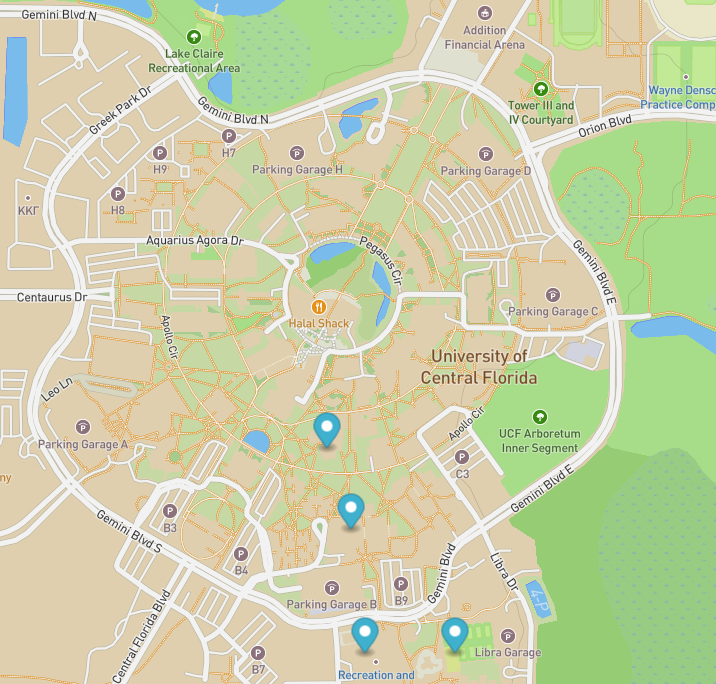 Gemini Blvd N
Addition
Financial Arena
Lake Claire
Recreational Area
Greek Park Dr
Gemini Blvd N
Tower III and
IV Courtyard
Wayne Densc
Practice Comp
Orion Blvd
P
H7
P
H9
P
Parking Garage H
P
Parking Garage D
P
H8
KKΓ
Aquarius Agora Dr
Pegasus Cir
Gemini Blvd E
Centaurus Dr
P
Parking Garage C
Halal Shack
Apollo Cir
University of
Central Florida
Leo Ln
Apollo Cir
UCF Arboretum
Inner Segment
P
Parking Garage A
P
C3
ny
Gemini Blvd E
P
B3
Gemini Blvd S
P
B4
Gemini Blvd
Libra Dr
P
Parking Garage B
P
B9
4-P
Central Florida Blvd
P
B7
P
Libra Garage
Recreation and